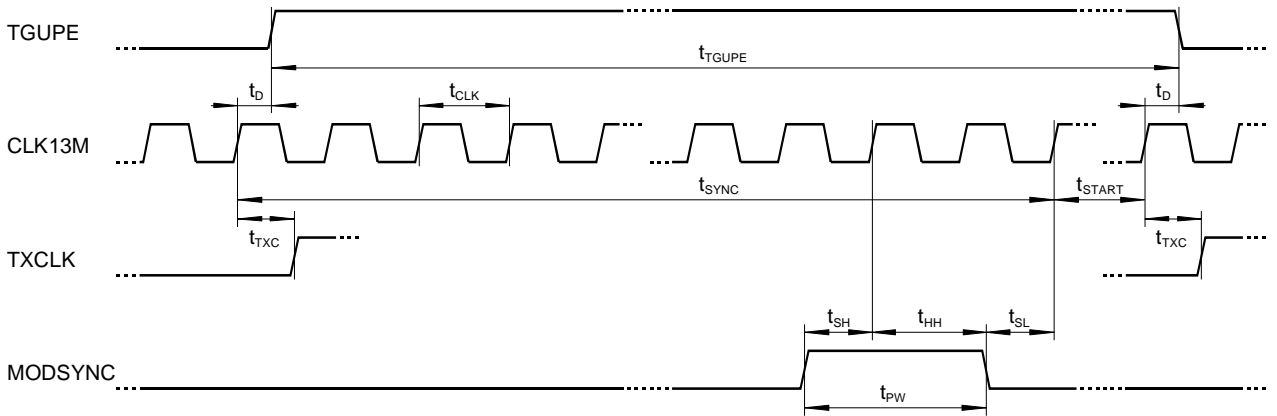 TGUPE
tTGUPE
tD
tCLK
tD
CLK13M
tSYNC
tSTART
tTXC
tTXC
TXCLK
tSH
tHH
tSL
MODSYNC
tPW